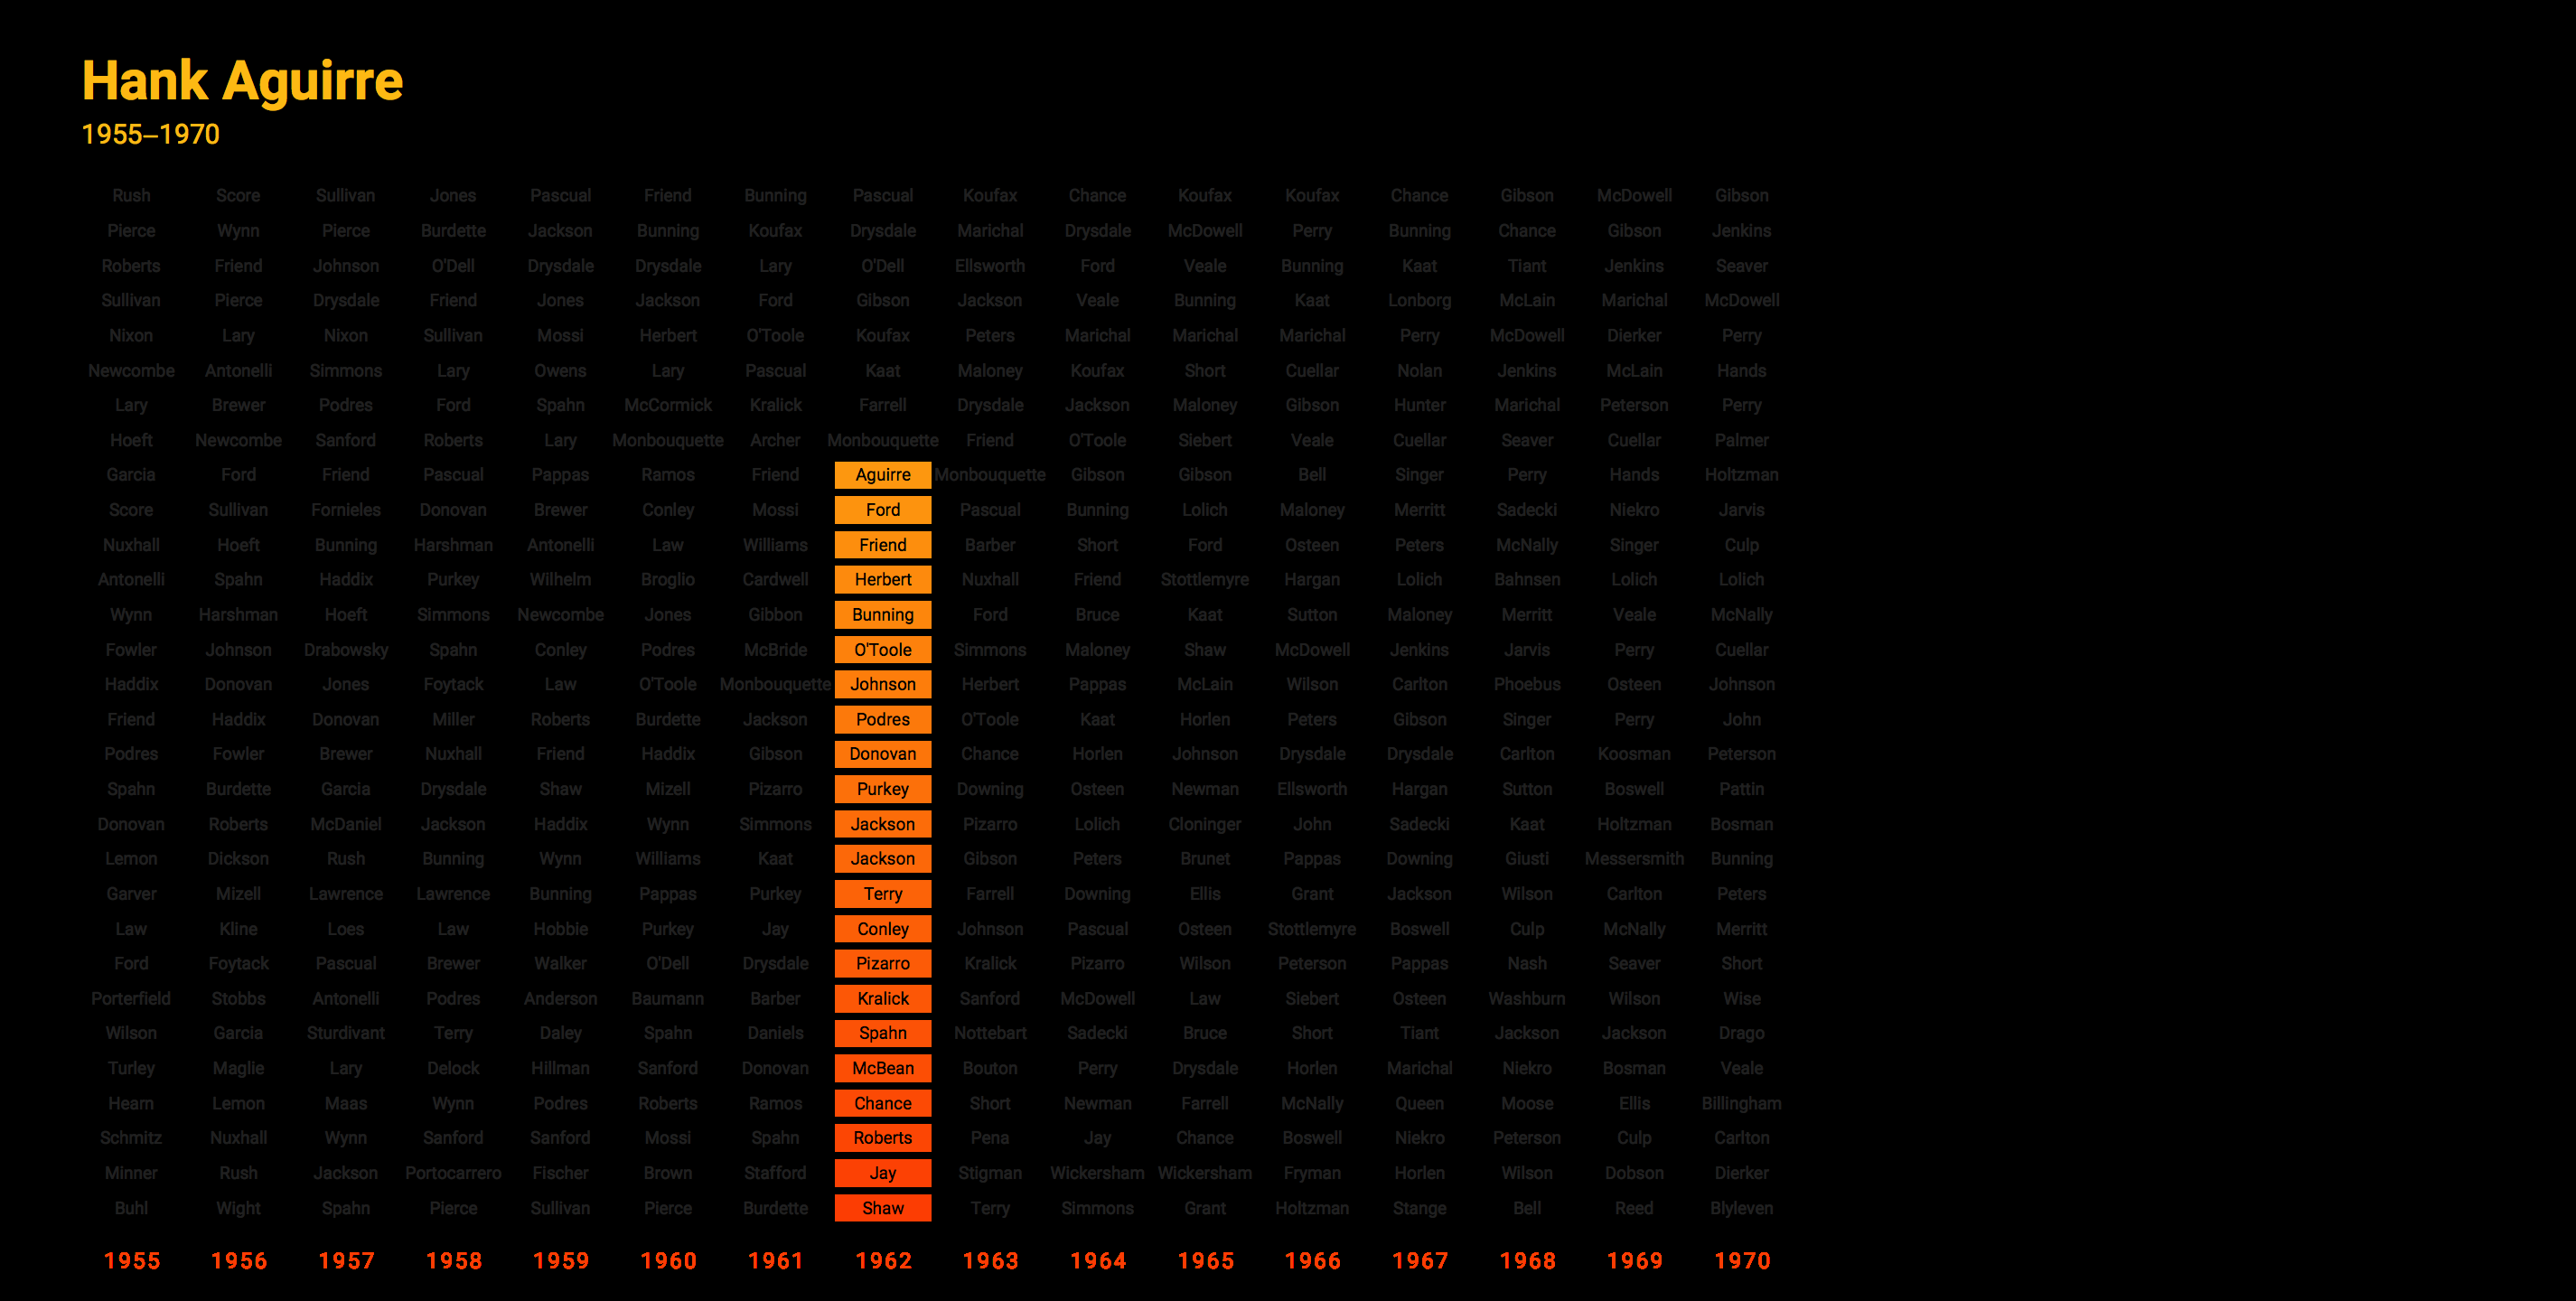 Hank Aguirre
1955–1970
Rush Score Sullivan Jones Pascual Friend Bunning Pascual Koufax Chance Koufax Koufax Chance Gibson McDowell Gibson
Pierce Wynn Pierce Burdette Jackson Bunning Koufax Drysdale Marichal Drysdale McDowell Perry Bunning Chance Gibson Jenkins
Roberts Friend Johnson O'Dell Drysdale Drysdale Lary O'Dell Ellsworth Ford Veale Bunning Kaat Tiant Jenkins Seaver
Sullivan Pierce Drysdale Friend Jones Jackson Ford Gibson Jackson Veale Bunning Kaat Lonborg McLain Marichal McDowell
Nixon Lary Nixon Sullivan Mossi Herbert O'Toole Koufax Peters Marichal Marichal Marichal Perry McDowell Dierker Perry
Newcombe Antonelli Simmons Lary Owens Lary Pascual Kaat Maloney Koufax Short Cuellar Nolan Jenkins McLain Hands
Lary Brewer Podres Ford Spahn McCormick Kralick Farrell Drysdale Jackson Maloney Gibson Hunter Marichal Peterson Perry
Hoeft Newcombe Sanford Roberts Lary Monbouquette Archer Monbouquette Friend O'Toole Siebert Veale Cuellar Seaver Cuellar Palmer
Garcia Ford Friend Pascual Pappas Ramos Friend Aguirre Monbouquette Gibson Gibson Bell Singer Perry Hands Holtzman
Score Sullivan Fornieles Donovan Brewer Conley Mossi Ford Pascual Bunning Lolich Maloney Merritt Sadecki Niekro Jarvis
Nuxhall Hoeft Bunning Harshman Antonelli Law Williams Friend Barber Short Ford Osteen Peters McNally Singer Culp
Antonelli Spahn Haddix Purkey Wilhelm Broglio Cardwell Herbert Nuxhall Friend Stottlemyre Hargan Lolich Bahnsen Lolich Lolich
Wynn Harshman Hoeft Simmons Newcombe Jones Gibbon Bunning Ford Bruce Kaat Sutton Maloney Merritt Veale McNally
Fowler Johnson Drabowsky Spahn Conley Podres McBride O'Toole Simmons Maloney Shaw McDowell Jenkins Jarvis Perry Cuellar
Haddix Donovan Jones Foytack Law O'Toole Monbouquette Johnson Herbert Pappas McLain Wilson Carlton Phoebus Osteen Johnson
Friend Haddix Donovan Miller Roberts Burdette Jackson Podres O'Toole Kaat Horlen Peters Gibson Singer Perry John
Podres Fowler Brewer Nuxhall Friend Haddix Gibson Donovan Chance Horlen Johnson Drysdale Drysdale Carlton Koosman Peterson
Spahn Burdette Garcia Drysdale Shaw Mizell Pizarro Purkey Downing Osteen Newman Ellsworth Hargan Sutton Boswell Pattin
Donovan Roberts McDaniel Jackson Haddix Wynn Simmons Jackson Pizarro Lolich Cloninger John Sadecki Kaat Holtzman Bosman
Lemon Dickson Rush Bunning Wynn Williams Kaat Jackson Gibson Peters Brunet Pappas Downing Giusti Messersmith Bunning
Garver Mizell Lawrence Lawrence Bunning Pappas Purkey Terry Farrell Downing Ellis Grant Jackson Wilson Carlton Peters
Law Kline Loes Law Hobbie Purkey Jay Conley Johnson Pascual Osteen Stottlemyre Boswell Culp McNally Merritt
Ford Foytack Pascual Brewer Walker O'Dell Drysdale Pizarro Kralick Pizarro Wilson Peterson Pappas Nash Seaver Short
Porterfield Stobbs Antonelli Podres Anderson Baumann Barber Kralick Sanford McDowell Law Siebert Osteen Washburn Wilson Wise
Wilson Garcia Sturdivant Terry Daley Spahn Daniels Spahn Nottebart Sadecki Bruce Short Tiant Jackson Jackson Drago
Turley Maglie Lary Delock Hillman Sanford Donovan McBean Bouton Perry Drysdale Horlen Marichal Niekro Bosman Veale
Hearn Lemon Maas Wynn Podres Roberts Ramos Chance Short Newman Farrell McNally Queen Moose Ellis Billingham
Schmitz Nuxhall Wynn Sanford Sanford Mossi Spahn Roberts Pena Jay Chance Boswell Niekro Peterson Culp Carlton
Minner Rush Jackson Portocarrero Fischer Brown Stafford Jay Stigman Wickersham Wickersham Fryman Horlen Wilson Dobson Dierker
Buhl Wight Spahn Pierce Sullivan Pierce Burdette Shaw Terry Simmons Grant Holtzman Stange Bell Reed Blyleven
1955 1956 1957 1958 1959 1960 1961 1962 1963 1964 1965 1966 1967 1968 1969 1970